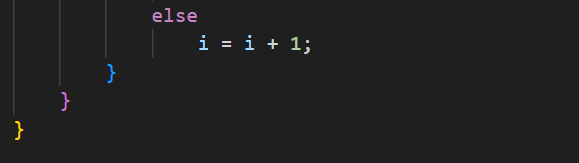 else
i = i + 1;
}
}
}